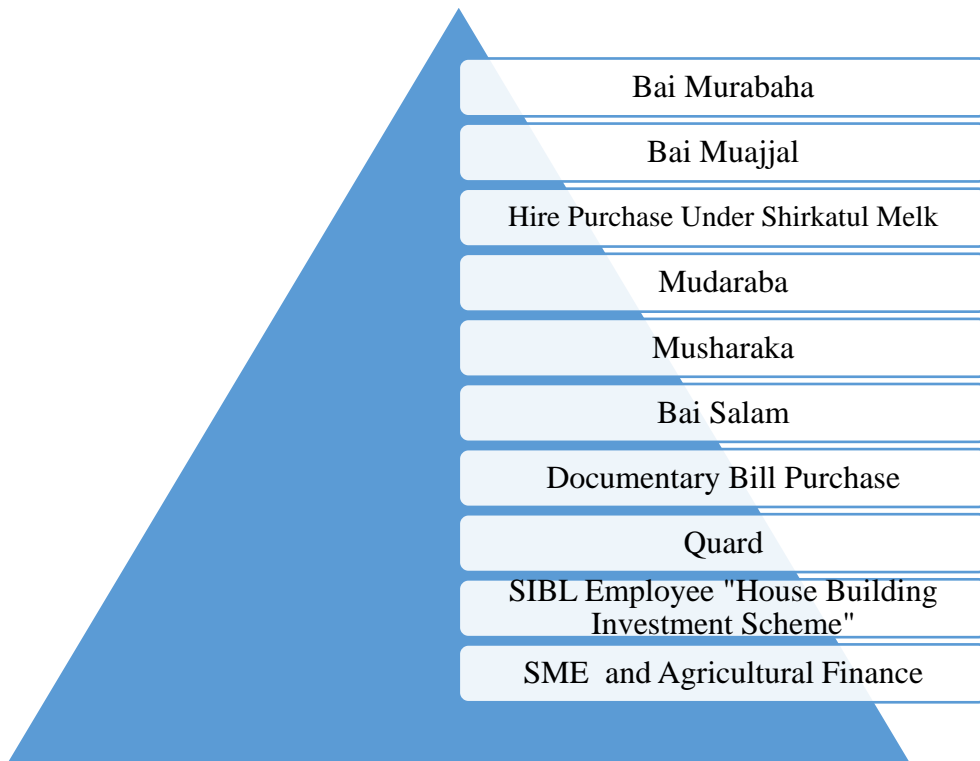 Bai Murabaha
Bai Muajjal
Hire Purchase Under Shirkatul Melk
Mudaraba
Musharaka
Bai Salam
Documentary Bill Purchase
Quard
SIBL Employee "House Building
Investment Scheme"
SME  and Agricultural Finance